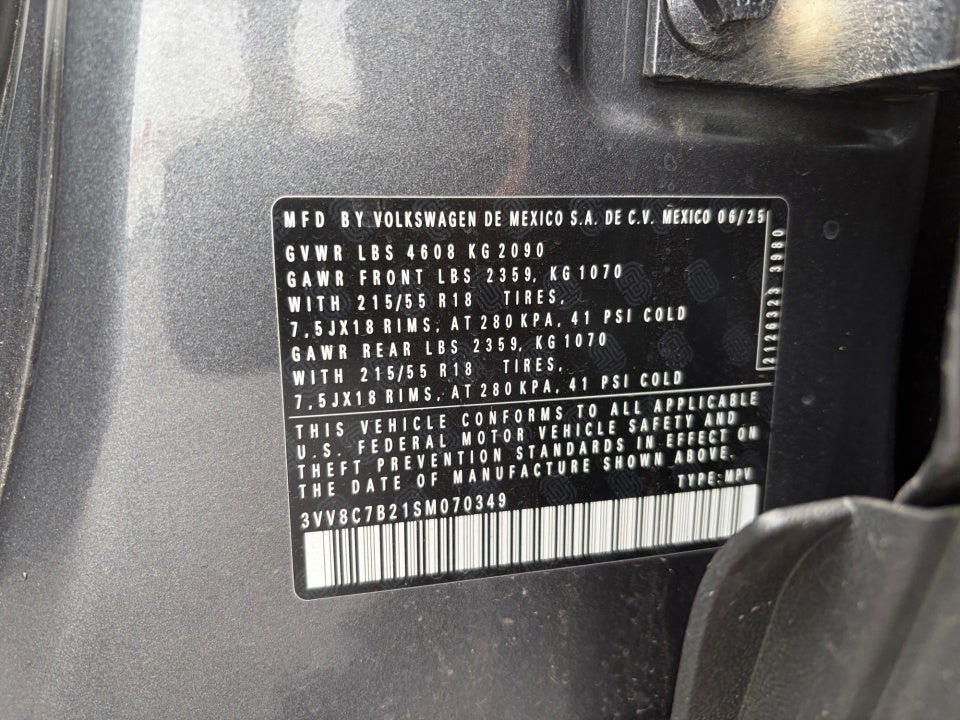 MFD BY VOLKSWAGEN DE MEXICO S.A. DE C.V. MEXICO 06/25
GVWR LBS 4608 KG 2090
GAWR FRONT LBS 2359, KG 1070
WITH 215/55 R18 TIRES,
7,5JX18 RIMS, AT 280 KPA, 41 PSI COLD
GAWR REAR LBS 2359, KG 1070
WITH 215/55 R18 TIRES,
7,5JX18 RIMS, AT 280 KPA, 41 PSI COLD
2126323 3980
THIS VEHICLE CONFORMS TO ALL APPLICABLE
U.S. FEDERAL MOTOR VEHICLE SAFETY AND
THEFT PREVENTION STANDARDS IN EFFECT ON
THE DATE OF MANUFACTURE SHOWN ABOVE.
TYPE: MPV
3VV8C7B21SM070349